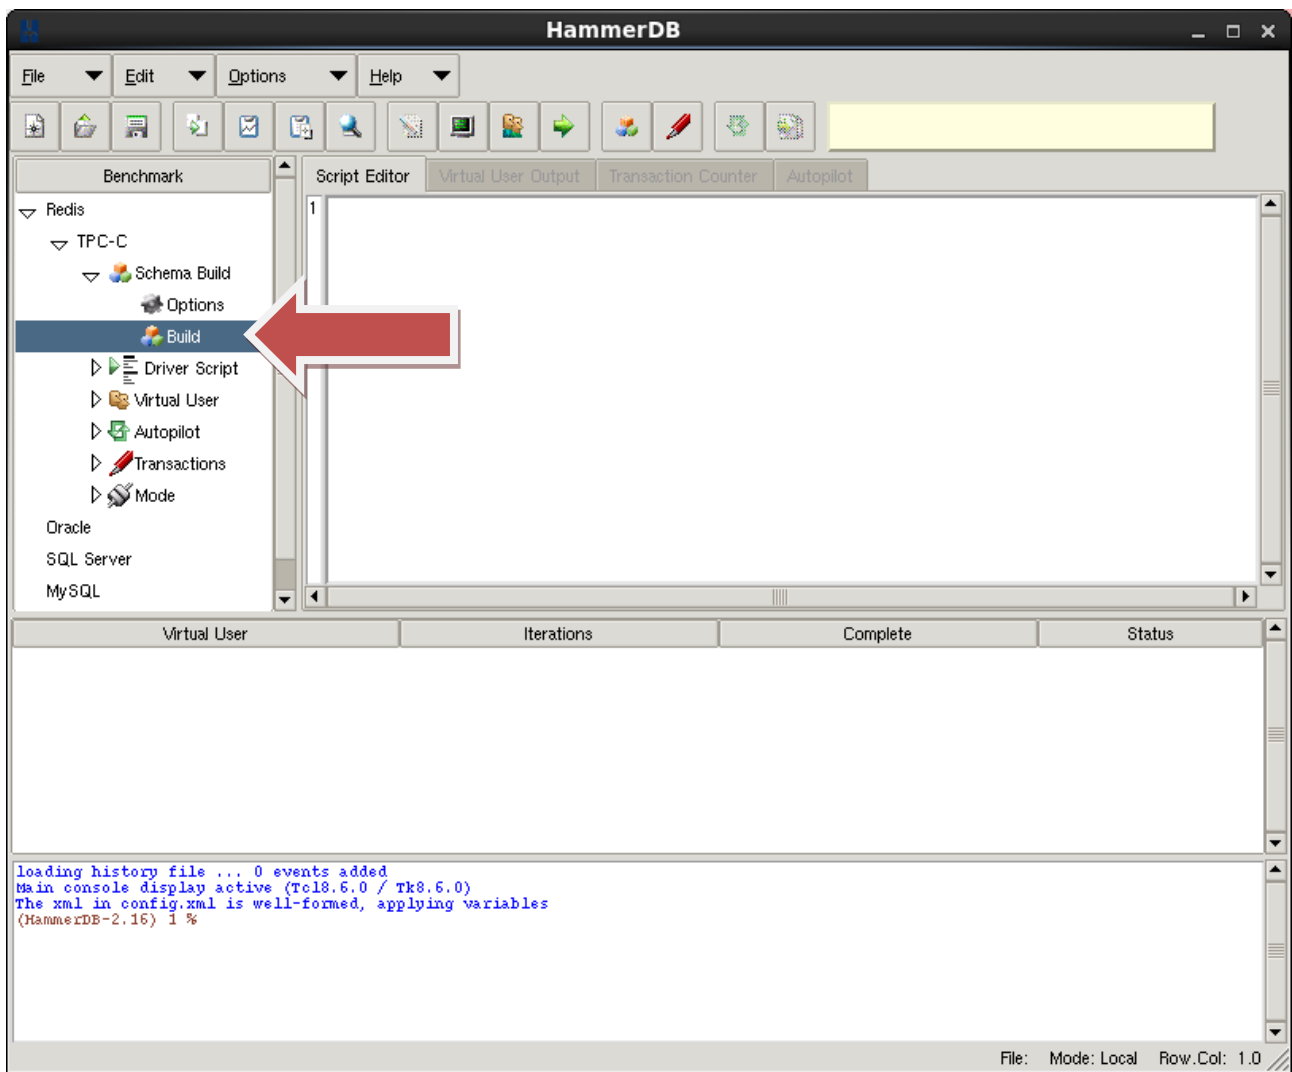 HammerDB
File Edit Options Help
Benchmark
Script Editor Virtual User Output Transaction Counter Autopilot
Redis
1
TPC-C
Schema Build
Options
Build
Driver Script
Virtual User
Autopilot
Transactions
Mode
Oracle
SQL Server
MySQL
Virtual User Iterations Complete Status
loading history file ... 0 events added
Main console display active (Tcl8.6.0 / Tk8.6.0)
The xml in config.xml is well-formed, applying variables
(HammerDB-2.16) 1 %
File: Mode: Local Row.Col: 1.0